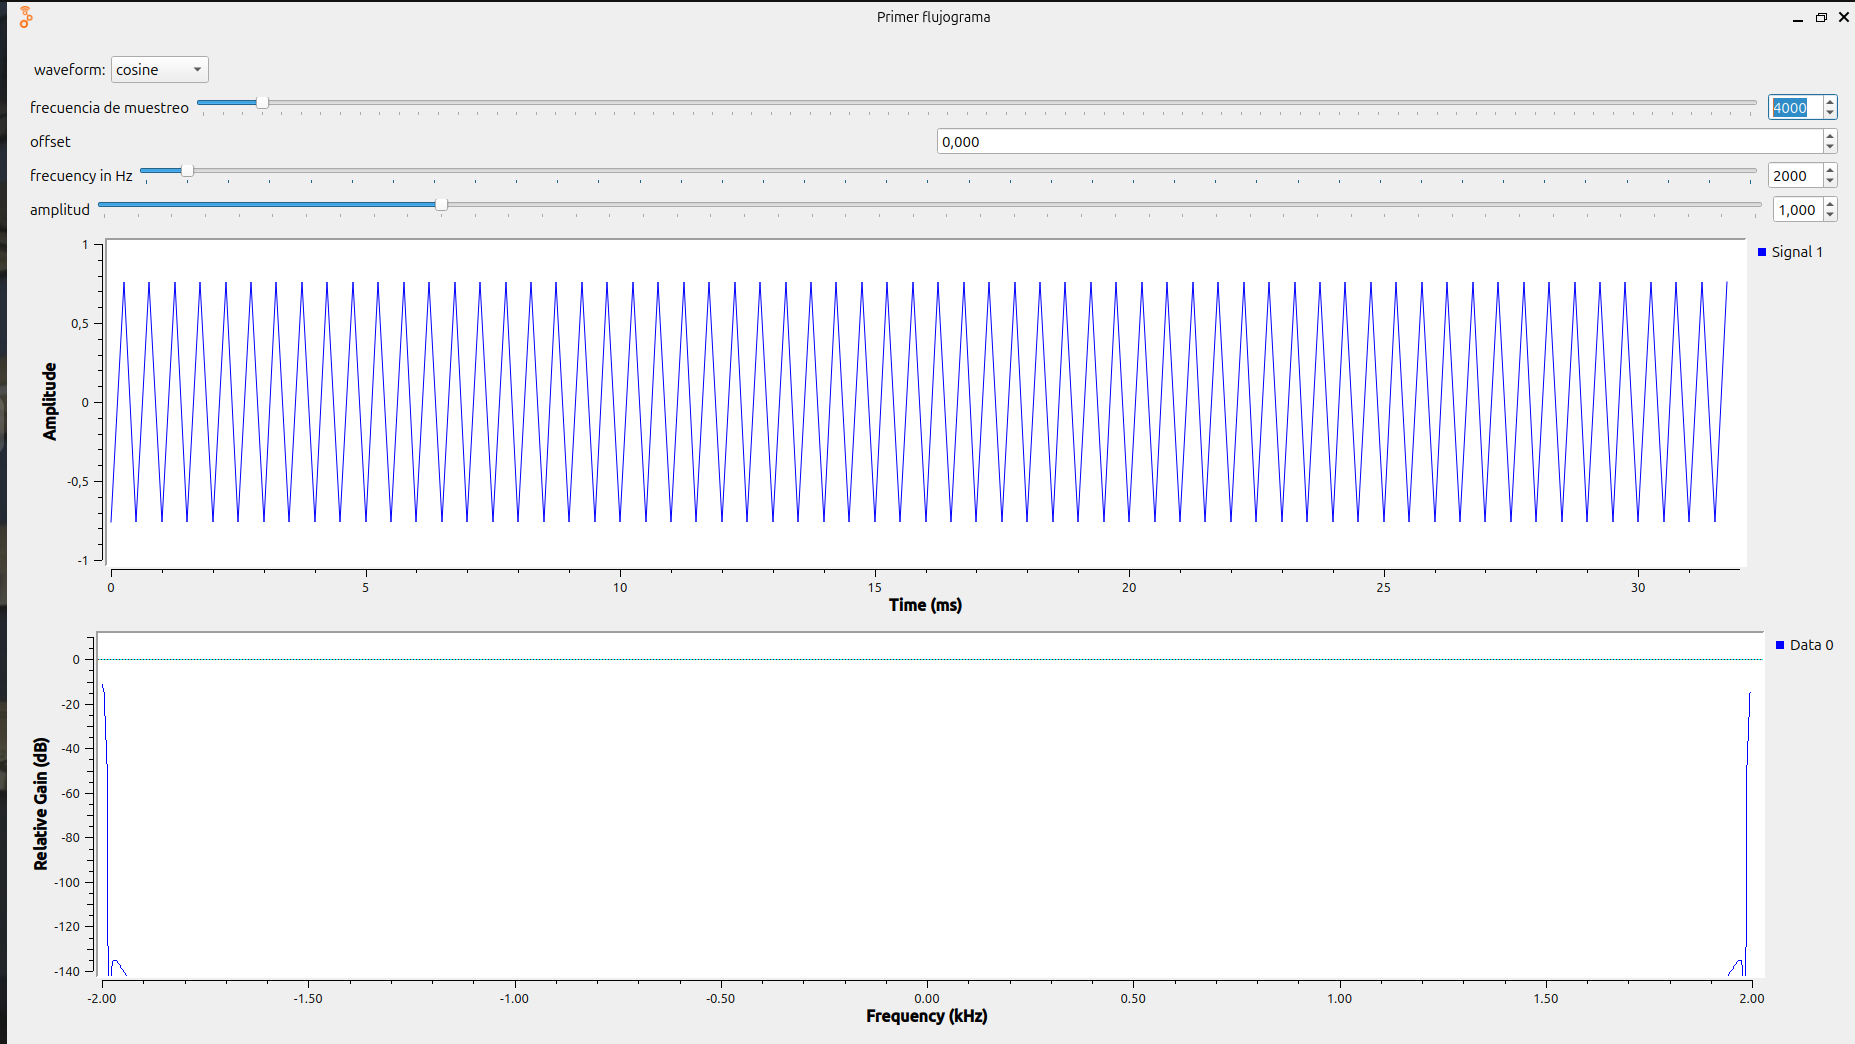 Primer flujograma
waveform: cosine
frecuencia de muestreo 4000
offset 0,000
frecuency in Hz 2000
amplitud 1,000
1
0,5
0
-0,5
-1
Amplitude
Signal 1
0 5 10 15 20 25 30
Time (ms)
0
-20
-40
-60
-80
-100
-120
-140
Relative Gain (dB)
Data 0
-2.00 -1.50 -1.00 -0.50 0.00 0.50 1.00 1.50 2.00
Frequency (kHz)